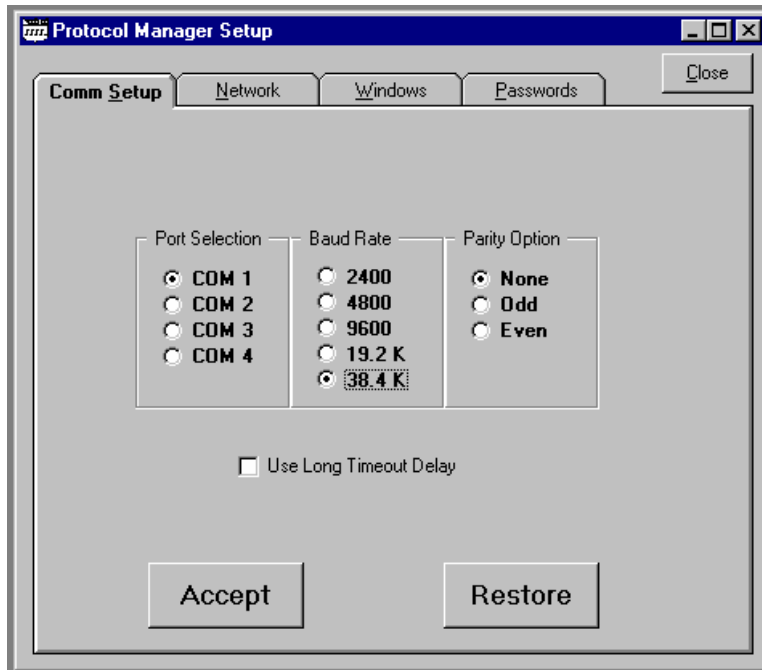 Protocol Manager Setup
Close
Comm Setup
Network
Windows
Passwords
Port Selection
COM 1
COM 2
COM 3
COM 4
Baud Rate
2400
4800
9600
19.2 K
38.4 K
Parity Option
None
Odd
Even
Use Long Timeout Delay
Accept
Restore